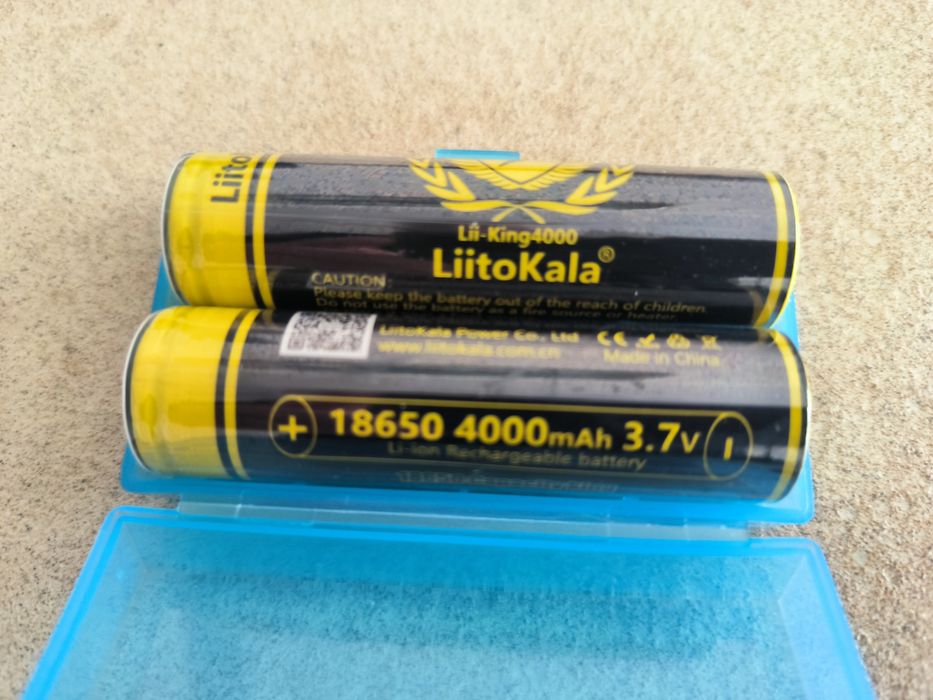 Liito
Lii-King4000
LiitoKala®
CAUTION
Please keep the battery out of the reach of children.
Do not use the battery as a fire source or heater
LiitoKala Power Co., Ltd
www.liitokala.com.cn
CE
Made in China
+ 18650 4000mAh 3.7V -
Li-ion Rechargeable battery